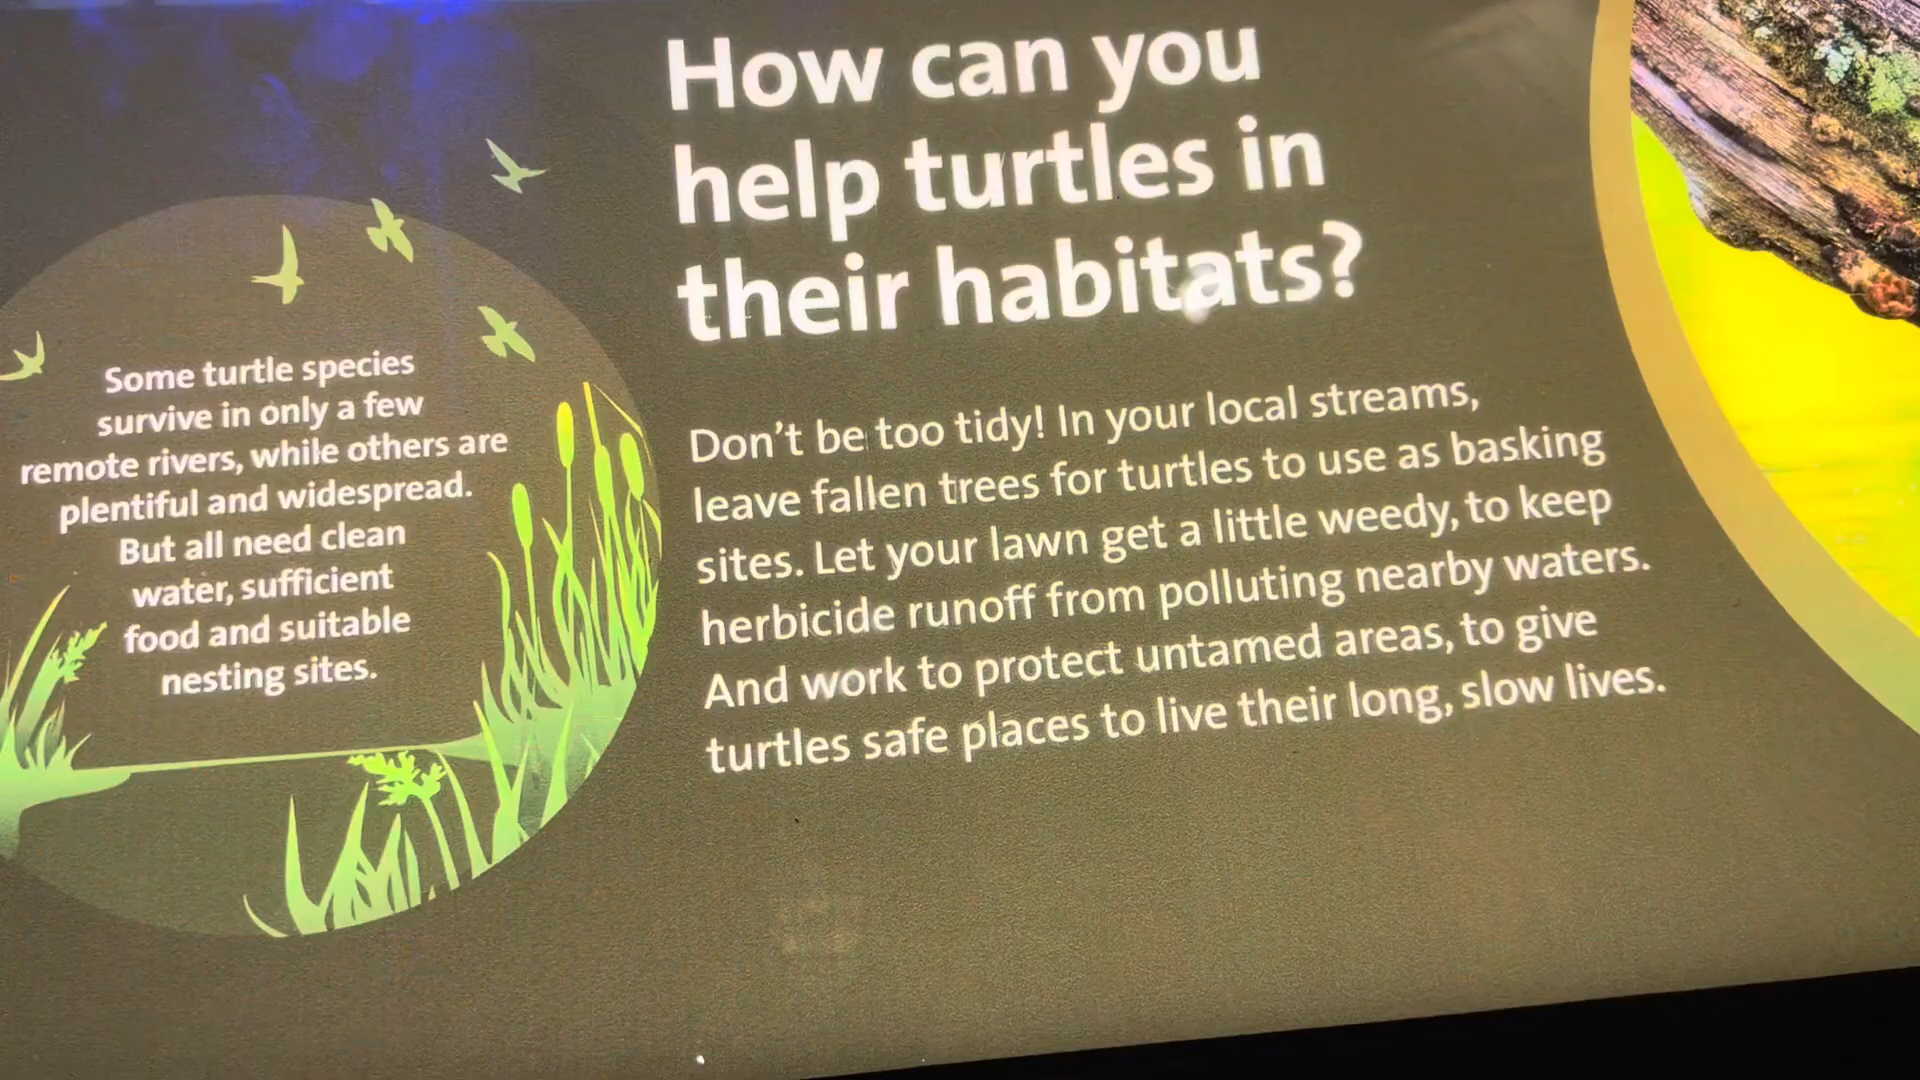 How can you
help turtles in
their habitats?
Some turtle species
survive in only a few
remote rivers, while others are
plentiful and widespread.
But all need clean
water, sufficient
food and suitable
nesting sites.
Don't be too tidy! In your local streams,
leave fallen trees for turtles to use as basking
sites. Let your lawn get a little weedy, to keep
herbicide runoff from polluting nearby waters.
And work to protect untamed areas, to give
turtles safe places to live their long, slow lives.